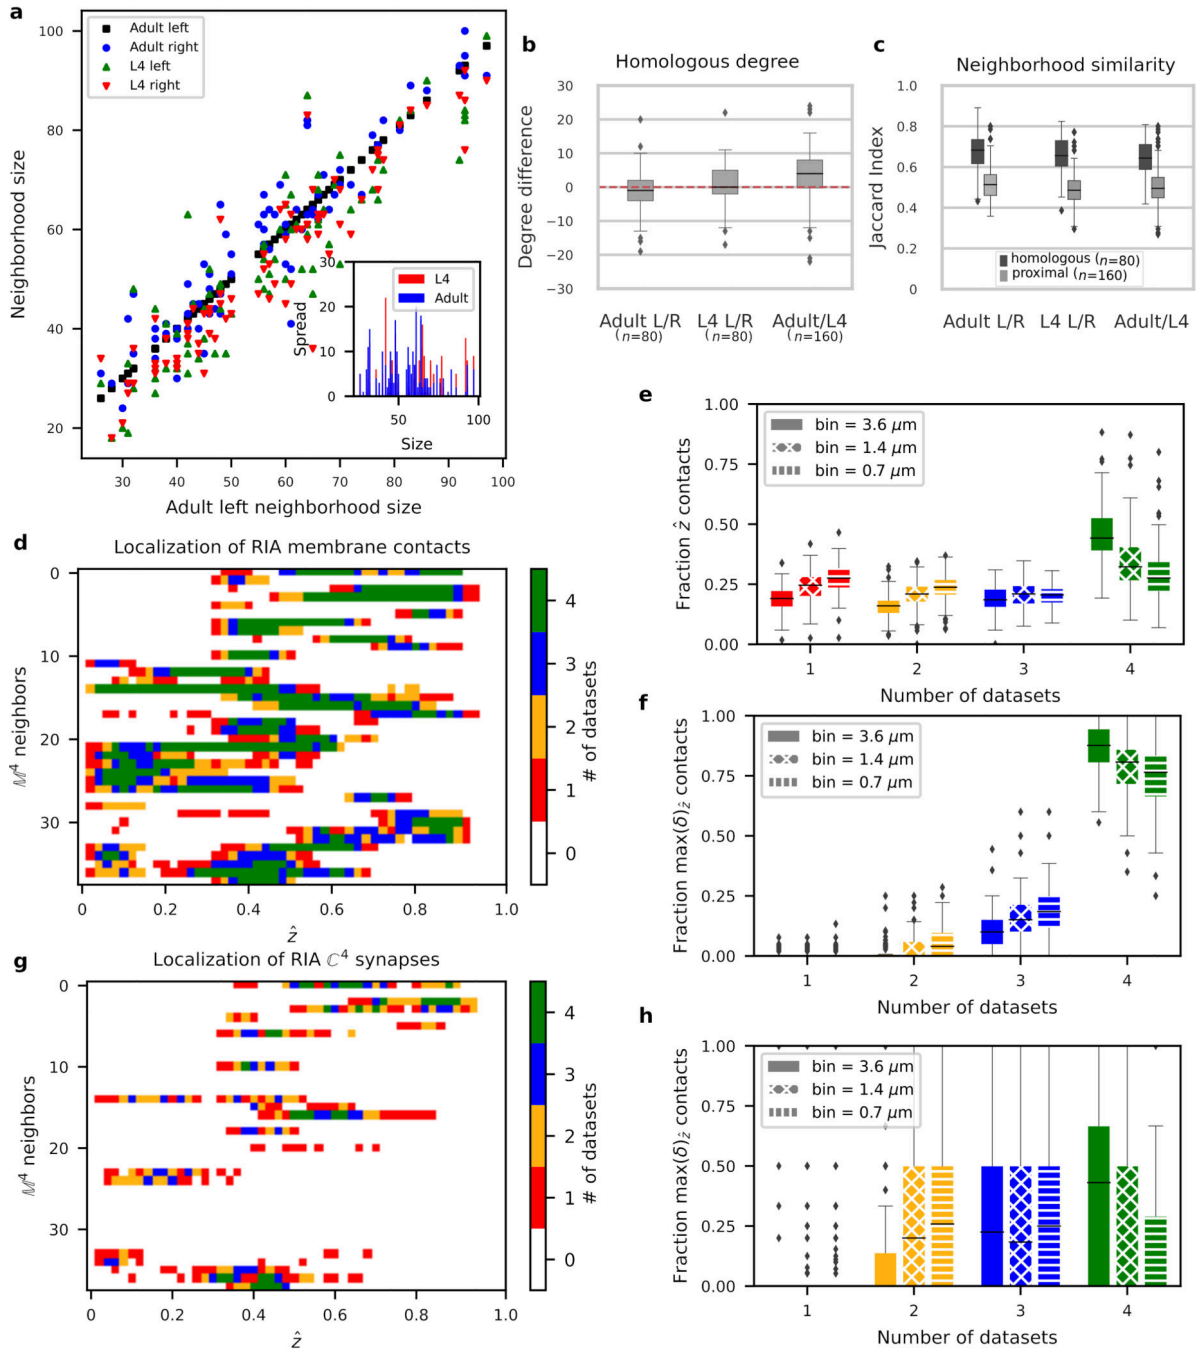 a
Adult left
Adult right
L4 left
L4 right
Neighborhood size
100
80
60
40
20
30
40
50
60
70
80
90
100
Adult left neighborhood size
Spread
30
20
10
0
L4
Adult
50
100
Size
b
Homologous degree
Degree difference
30
20
10
0
−10
−20
−30
Adult L/R
(n=80)
L4 L/R
(n=80)
Adult/L4
(n=160)
c
Neighborhood similarity
Jaccard Index
1.0
0.8
0.6
0.4
0.2
0
homologous (n=80)
proximal (n=160)
Adult L/R
L4 L/R
Adult/L4
d
Localization of RIA membrane contacts
𝕄⁴ neighbors
0
10
20
30
0
0.2
0.4
0.6
0.8
1.0
ẑ
4
3
2
1
0
# of datasets
e
Fraction ẑ contacts
1.00
0.75
0.50
0.25
0.00
bin = 3.6 μm
bin = 1.4 μm
bin = 0.7 μm
1
2
3
4
Number of datasets
f
Fraction max(δ)ẑ contacts
1.00
0.75
0.50
0.25
0.00
bin = 3.6 μm
bin = 1.4 μm
bin = 0.7 μm
1
2
3
4
Number of datasets
g
Localization of RIA ℂ⁴ synapses
𝕄⁴ neighbors
0
10
20
30
0
0.2
0.4
0.6
0.8
1.0
ẑ
4
3
2
1
0
# of datasets
h
Fraction max(δ)ẑ contacts
1.00
0.75
0.50
0.25
0.00
bin = 3.6 μm
bin = 1.4 μm
bin = 0.7 μm
1
2
3
4
Number of datasets